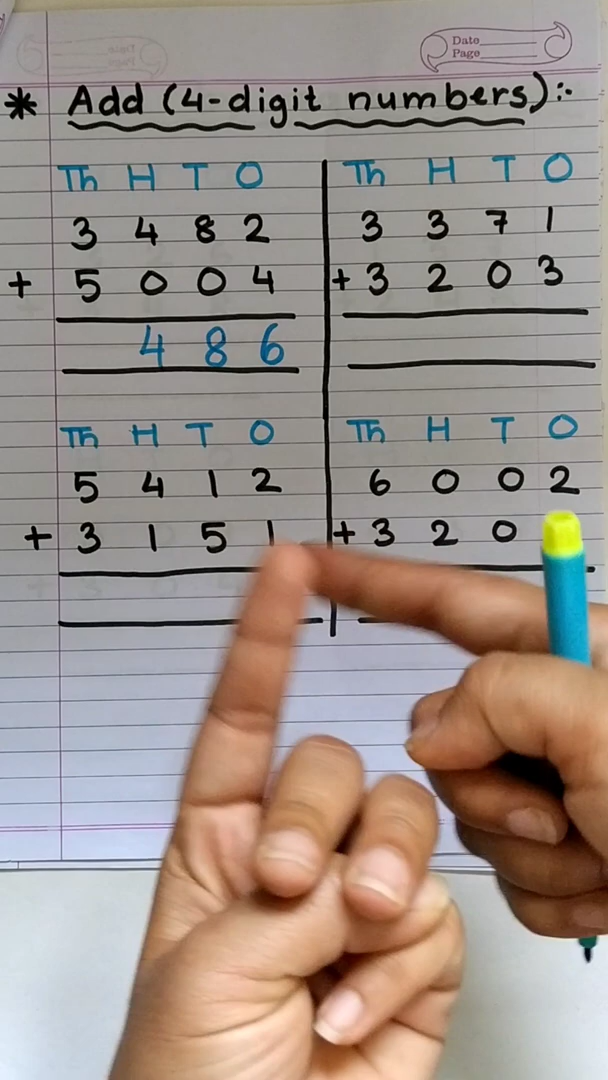 Date
Page
* Add (4-digit numbers):-
Th H T O
3 4 8 2
+ 5 0 0 4
4 8 6
Th H T O
3 3 7 1
+ 3 2 0 3
Th H T O
5 4 1 2
+ 3 1 5 1
Th H T O
6 0 0 2
+ 3 2 0